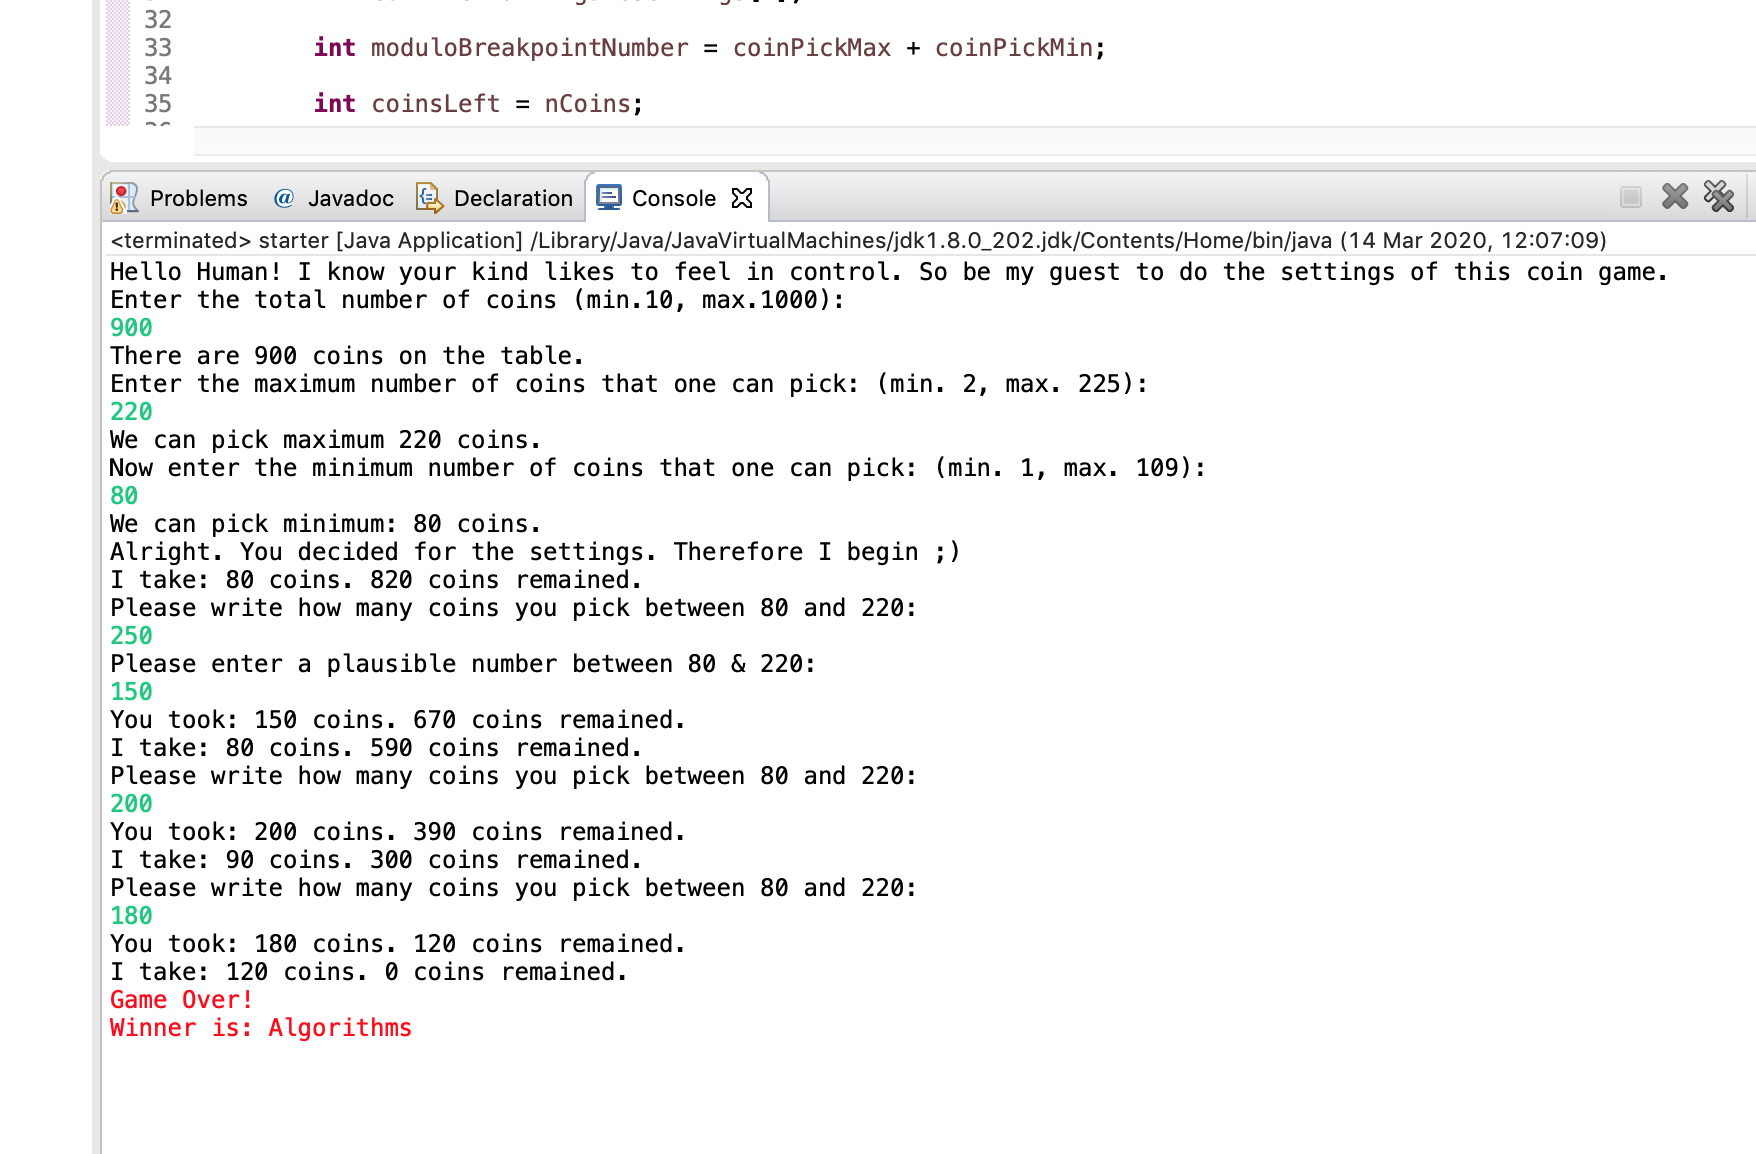 32
33 int moduloBreakpointNumber = coinPickMax + coinPickMin;
34
35 int coinsLeft = nCoins;
Problems @ Javadoc Declaration Console
<terminated> starter [Java Application] /Library/Java/JavaVirtualMachines/jdk1.8.0_202.jdk/Contents/Home/bin/java (14 Mar 2020, 12:07:09)
Hello Human! I know your kind likes to feel in control. So be my guest to do the settings of this coin game.
Enter the total number of coins (min.10, max.1000):
900
There are 900 coins on the table.
Enter the maximum number of coins that one can pick: (min. 2, max. 225):
220
We can pick maximum 220 coins.
Now enter the minimum number of coins that one can pick: (min. 1, max. 109):
80
We can pick minimum: 80 coins.
Alright. You decided for the settings. Therefore I begin ;)
I take: 80 coins. 820 coins remained.
Please write how many coins you pick between 80 and 220:
250
Please enter a plausible number between 80 & 220:
150
You took: 150 coins. 670 coins remained.
I take: 80 coins. 590 coins remained.
Please write how many coins you pick between 80 and 220:
200
You took: 200 coins. 390 coins remained.
I take: 90 coins. 300 coins remained.
Please write how many coins you pick between 80 and 220:
180
You took: 180 coins. 120 coins remained.
I take: 120 coins. 0 coins remained.
Game Over!
Winner is: Algorithms